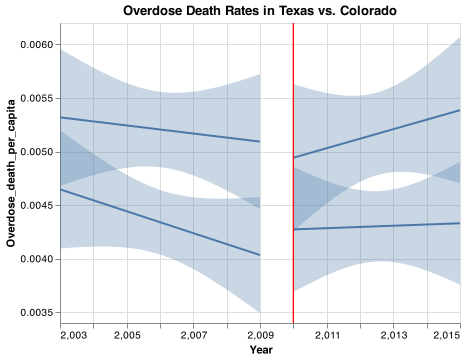 Overdose Death Rates in Texas vs. Colorado
Overdose_death_per_capita
0.0060
0.0055
0.0050
0.0045
0.0040
0.0035
2,003 2,005 2,007 2,009 2,011 2,013 2,015
Year